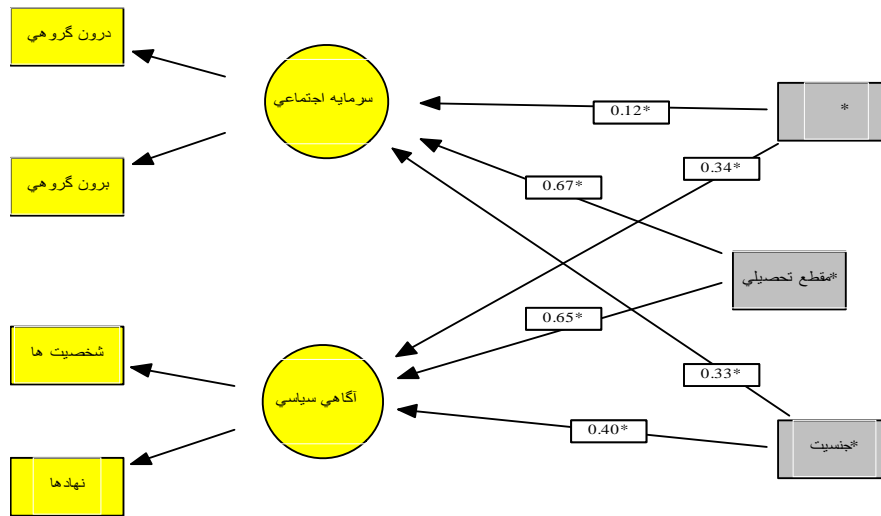 درون گروهي
برون گروهي
شخصيت ها
نهادها
سرمايه اجتماعي
آگاهي سياسي
0.12*
0.34*
0.67*
0.65*
0.33*
0.40*
*
مقطع تحصيلي*
جنسيت*